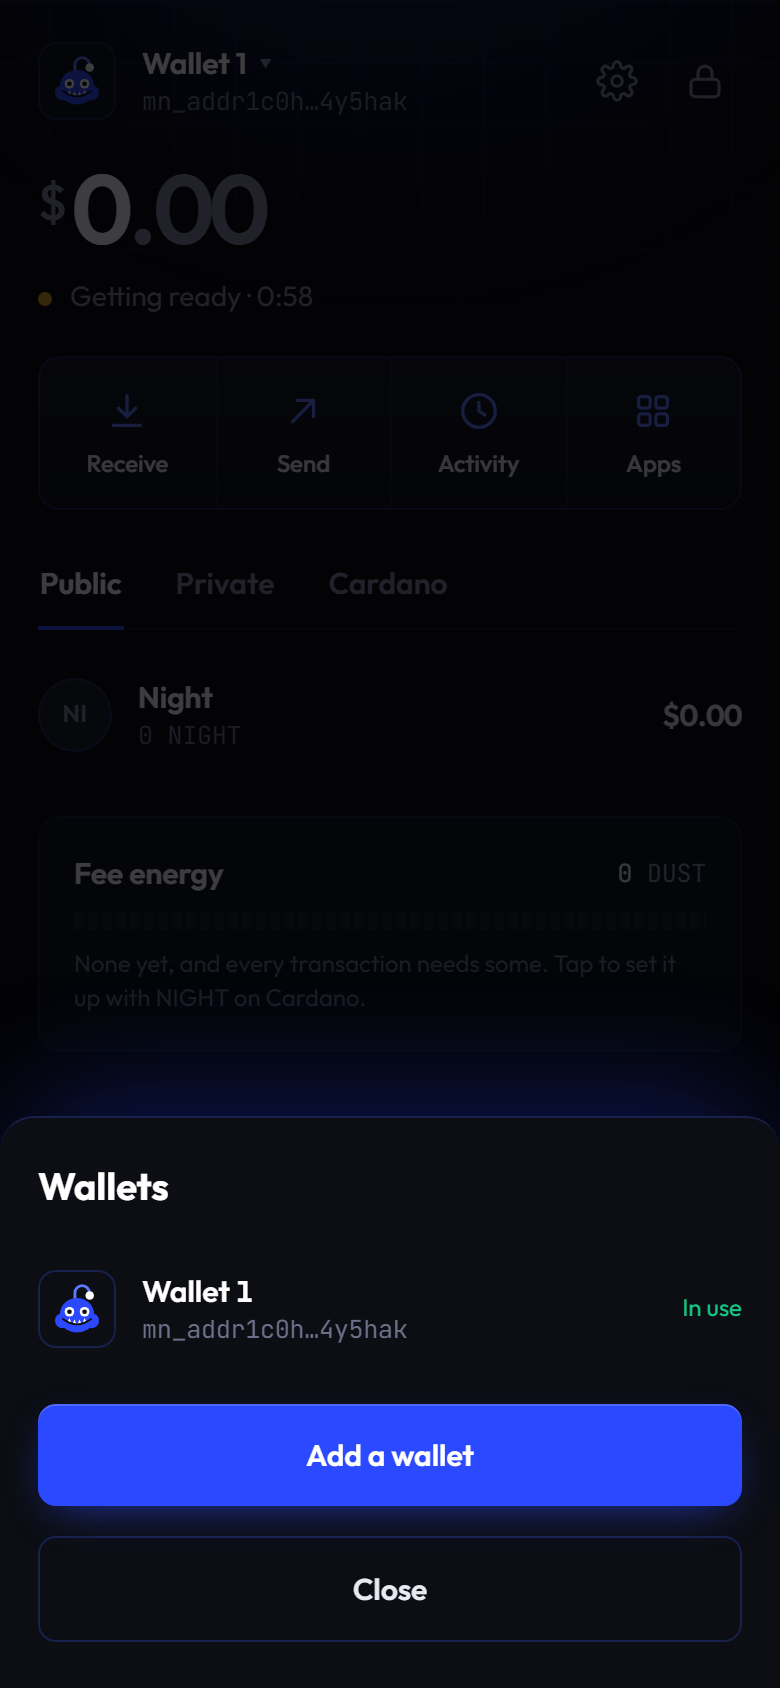 Wallet 1
mn_addr1c0h…4y5hak
$0.00
Getting ready · 0:58
Receive
Send
Activity
Apps
Public
Private
Cardano
NI
Night
0 NIGHT
$0.00
Fee energy
0 DUST
None yet, and every transaction needs some. Tap to set it
up with NIGHT on Cardano.
Wallets
Wallet 1
mn_addr1c0h…4y5hak
In use
Add a wallet
Close